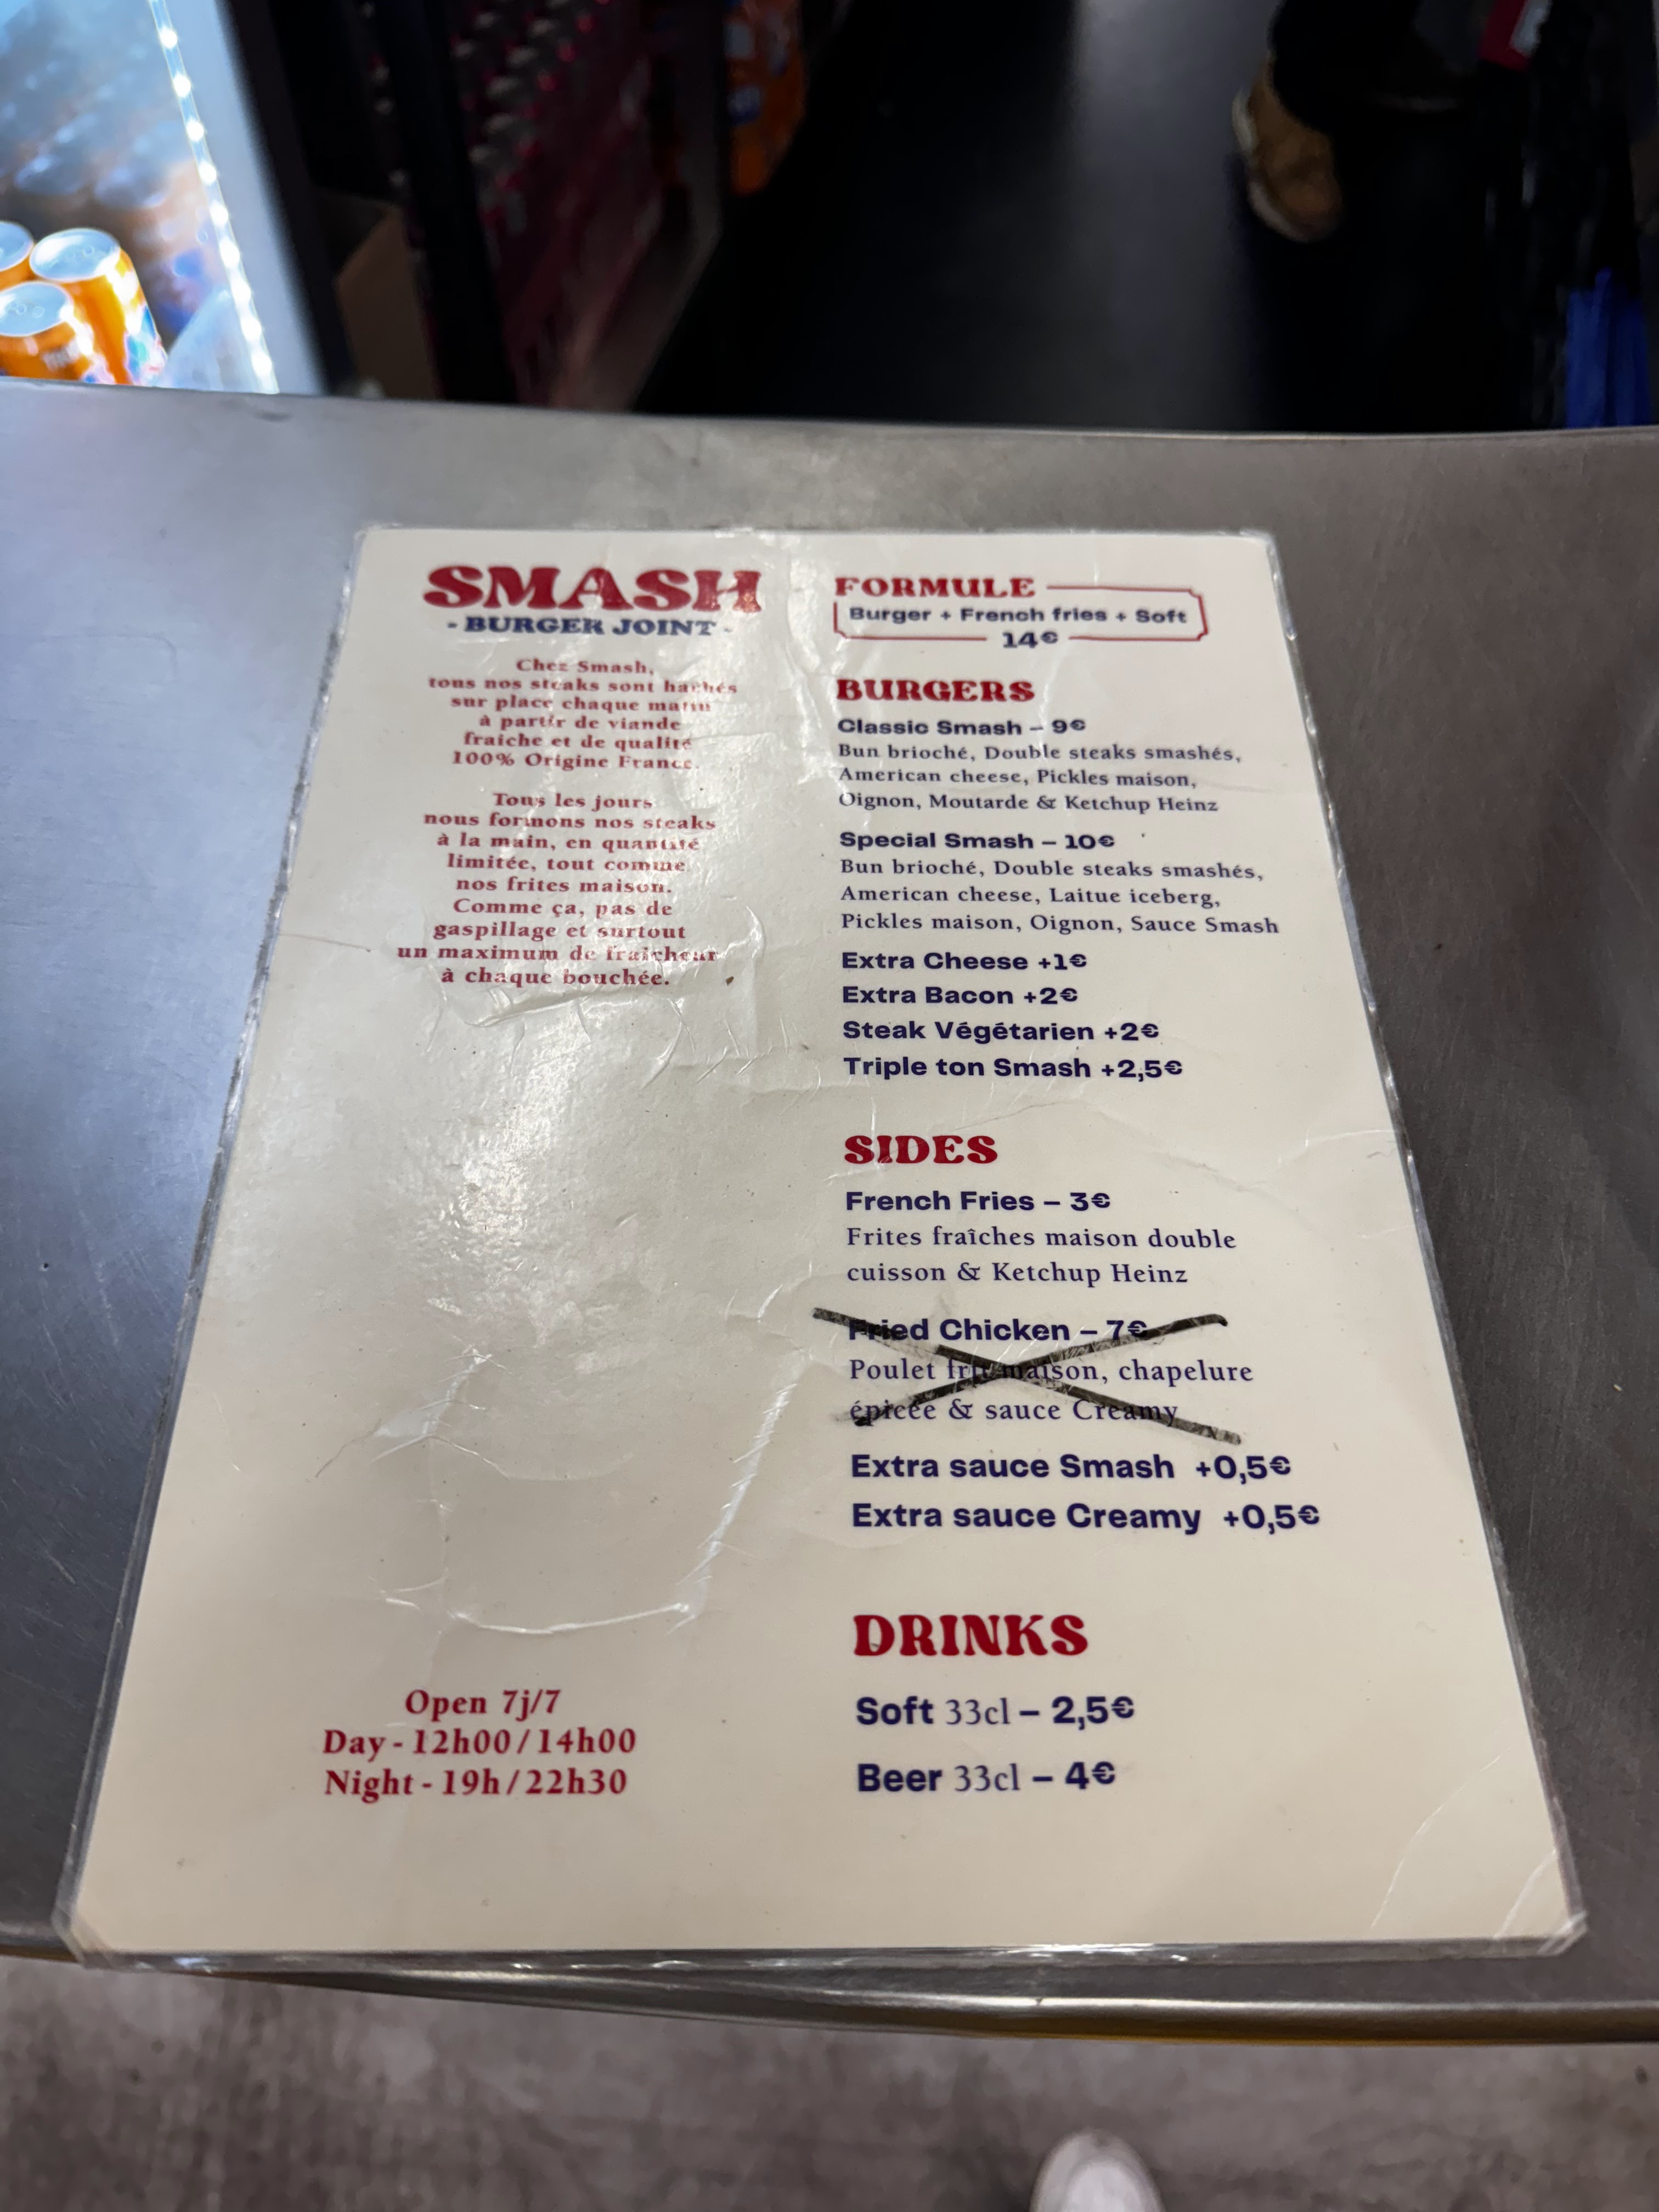 SMASH
- BURGER JOINT -
Chez Smash,
tous nos steaks sont hachés
sur place chaque matin
à partir de viande
fraiche et de qualité
100% Origine France.
Tous les jours
nous formons nos steaks
à la main, en quantité
limitée, tout comme
nos frites maison.
Comme ça, pas de
gaspillage et surtout
un maximum de fraîcheur
à chaque bouchée.
Open 7j/7
Day - 12h00 / 14h00
Night - 19h / 22h30
FORMULE
Burger + French fries + Soft
14€
BURGERS
Classic Smash – 9€
Bun brioché, Double steaks smashés,
American cheese, Pickles maison,
Oignon, Moutarde & Ketchup Heinz
Special Smash – 10€
Bun brioché, Double steaks smashés,
American cheese, Laitue iceberg,
Pickles maison, Oignon, Sauce Smash
Extra Cheese +1€
Extra Bacon +2€
Steak Végétarien +2€
Triple ton Smash +2,5€
SIDES
French Fries – 3€
Frites fraîches maison double
cuisson & Ketchup Heinz
Fried Chicken – 7€
Poulet frit maison, chapelure
épicée & sauce Creamy
Extra sauce Smash +0,5€
Extra sauce Creamy +0,5€
DRINKS
Soft 33cl – 2,5€
Beer 33cl – 4€